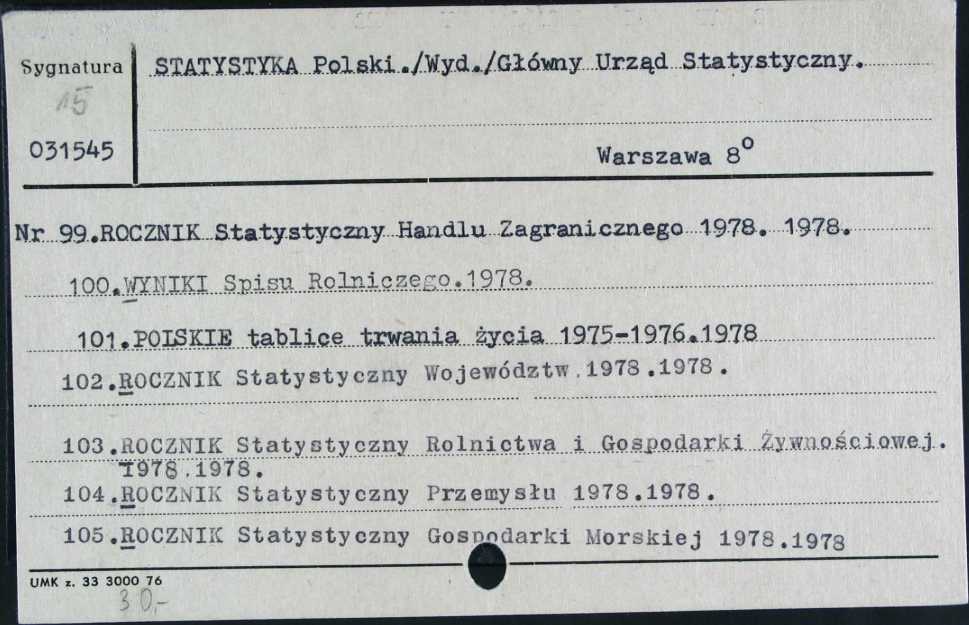 Sygnatura
15
031545
STATYSTYKA Polski./Wyd./Główny Urząd Statystyczny.
Warszawa 8⁰
Nr 99.ROCZNIK Statystyczny Handlu Zagranicznego 1978. 1978.
100.WYNIKI Spisu Rolniczego.1978.
101.POLSKIE tablice trwania życia 1975-1976.1978
102.ROCZNIK Statystyczny Województw.1978.1978.
103.ROCZNIK Statystyczny Rolnictwa i Gospodarki Żywnościowej.
1978.1978.
104.ROCZNIK Statystyczny Przemysłu 1978.1978.
105.ROCZNIK Statystyczny Gospodarki Morskiej 1978.1978
UMK z. 33 3000 76
30,-